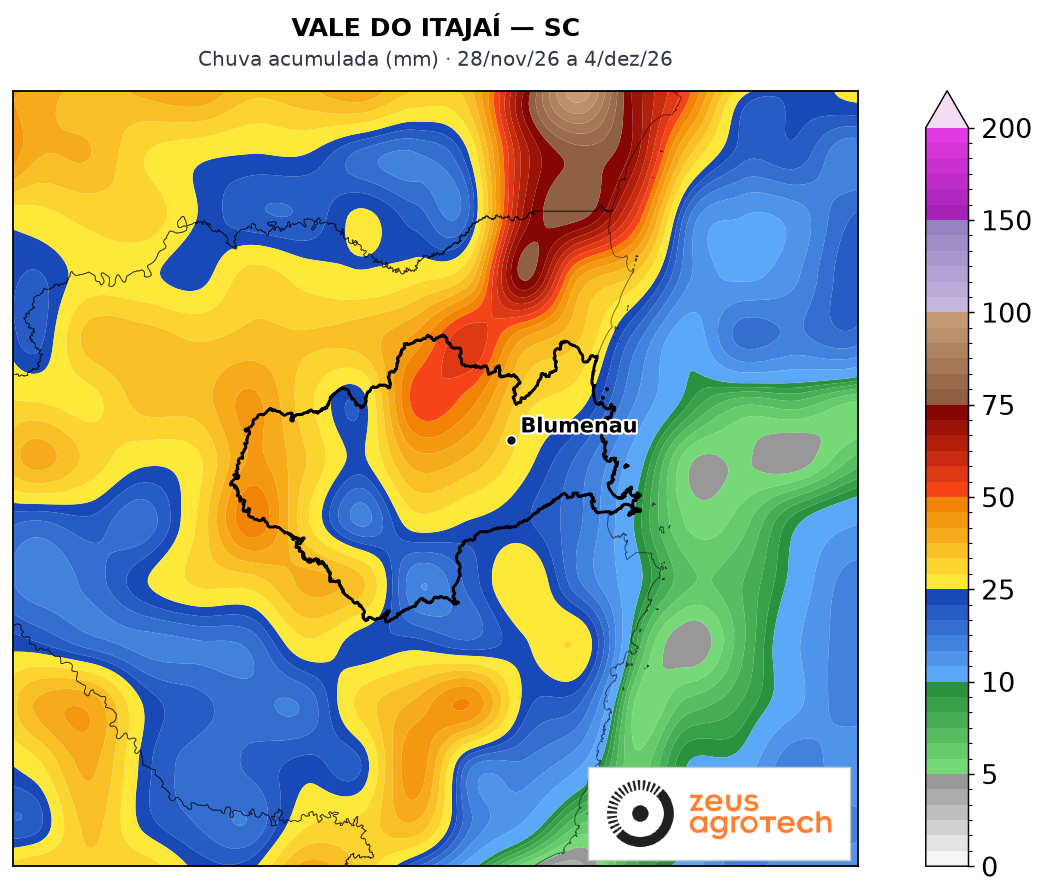 VALE DO ITAJAÍ — SC
Chuva acumulada (mm) · 28/nov/26 a 4/dez/26
200
150
100
75
50
25
10
5
0
Blumenau
zeus
agrotech